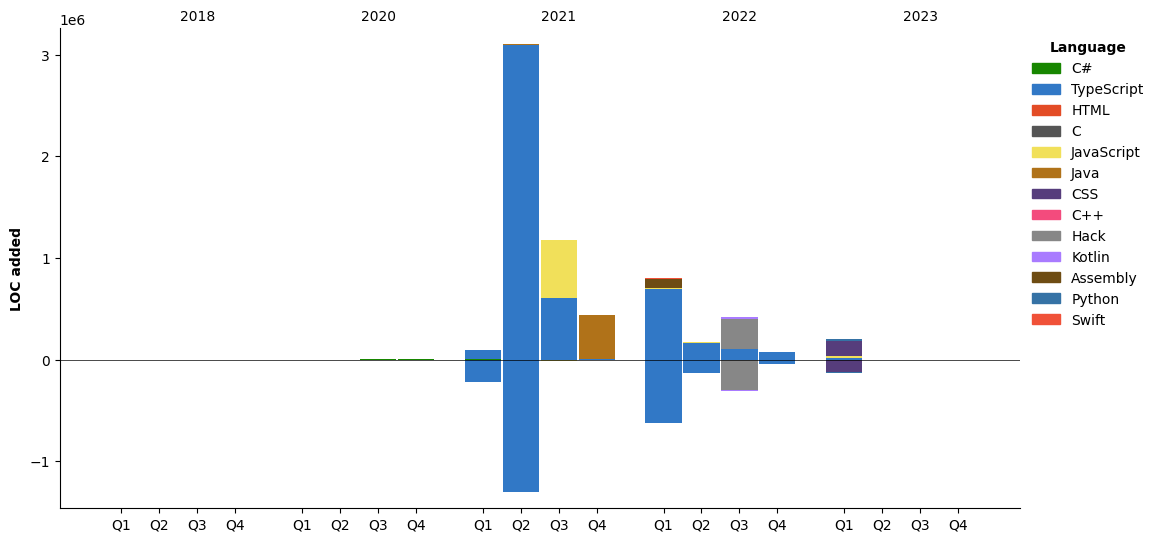 1e6
2018 2020 2021 2022 2023
3
2
1
0
−1
LOC added
Q1 Q2 Q3 Q4 Q1 Q2 Q3 Q4 Q1 Q2 Q3 Q4 Q1 Q2 Q3 Q4 Q1 Q2 Q3 Q4
Language
C#
TypeScript
HTML
C
JavaScript
Java
CSS
C++
Hack
Kotlin
Assembly
Python
Swift